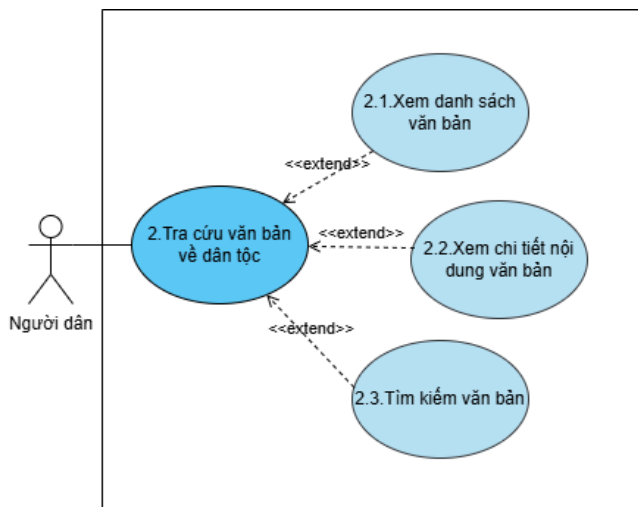 2.1.Xem danh sách
văn bản
<<extend>>
2.Tra cứu văn bản
về dân tộc
<<extend>>
2.2.Xem chi tiết nội
dung văn bản
Người dân
<<extend>>
2.3.Tìm kiếm văn bản